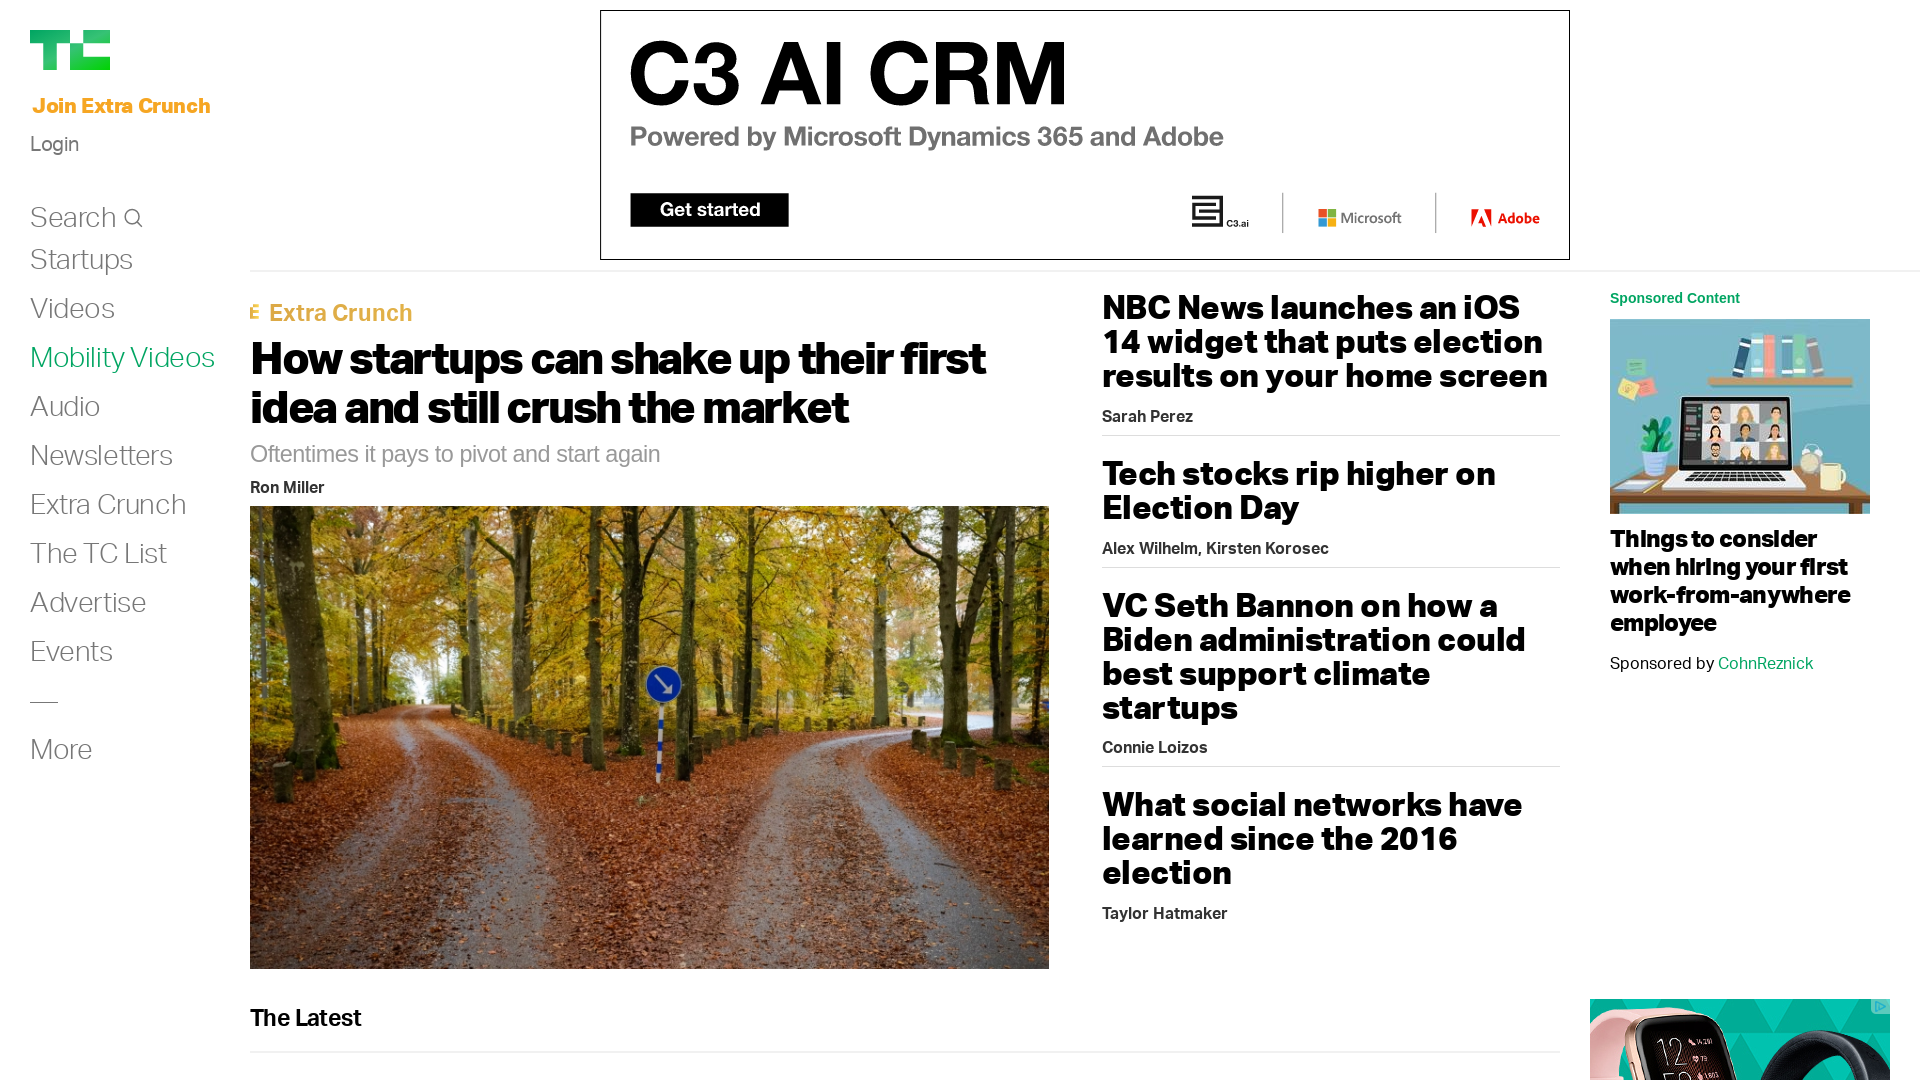 TC
Join Extra Crunch
Login
Search
Startups
Videos
Mobility Videos
Audio
Newsletters
Extra Crunch
The TC List
Advertise
Events
More
C3 AI CRM
Powered by Microsoft Dynamics 365 and Adobe
Get started
C3.ai
Microsoft
Adobe
Extra Crunch
How startups can shake up their first
idea and still crush the market
Oftentimes it pays to pivot and start again
Ron Miller
The Latest
NBC News launches an iOS
14 widget that puts election
results on your home screen
Sarah Perez
Tech stocks rip higher on
Election Day
Alex Wilhelm, Kirsten Korosec
VC Seth Bannon on how a
Biden administration could
best support climate
startups
Connie Loizos
What social networks have
learned since the 2016
election
Taylor Hatmaker
Sponsored Content
Things to consider
when hiring your first
work-from-anywhere
employee
Sponsored by CohnReznick